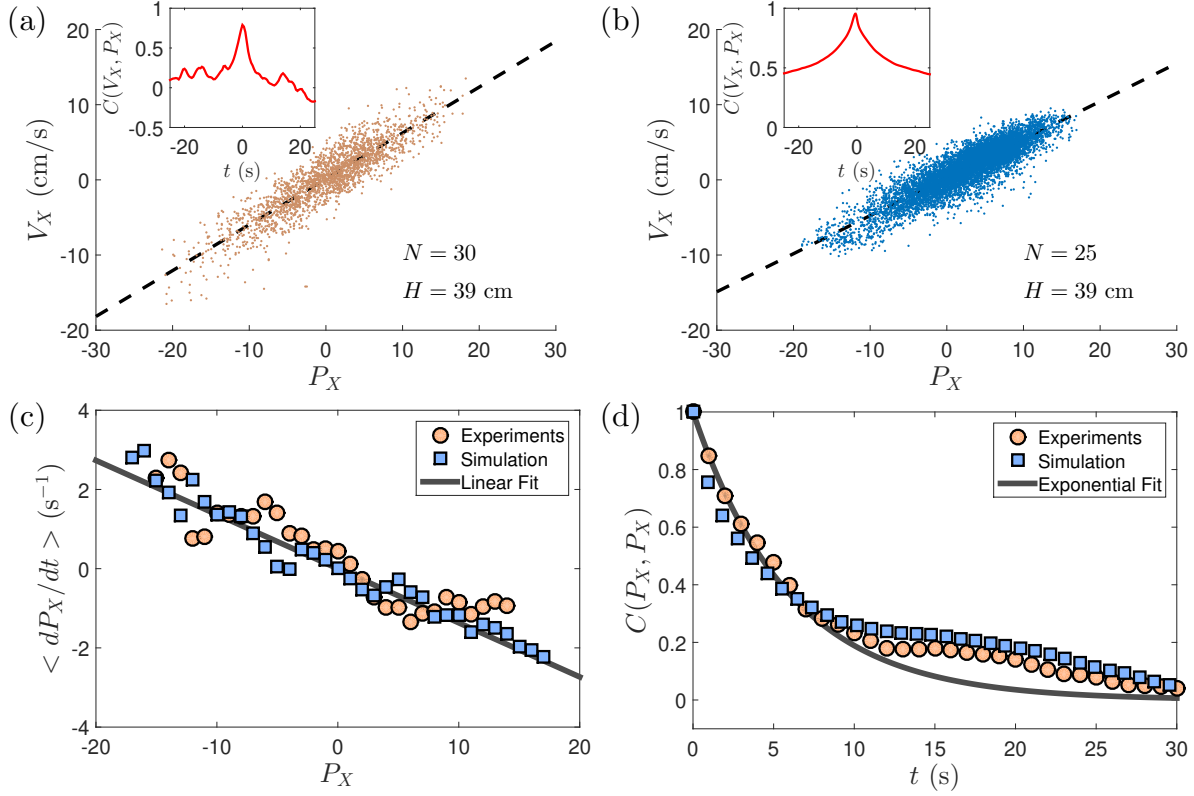 (a)
20
10
0
-10
-20
-30
-20
-10
0
10
20
30
V_X (cm/s)
P_X
1
0.5
0
-0.5
-20
0
20
C(V_X, P_X)
t (s)
N = 30
H = 39 cm
(b)
20
10
0
-10
-20
-30
-20
-10
0
10
20
30
V_X (cm/s)
P_X
1
0.5
0
-20
0
20
C(V_X, P_X)
t (s)
N = 25
H = 39 cm
(c)
4
2
0
-2
-4
-20
-10
0
10
20
< dP_X/dt > (s⁻¹)
P_X
Experiments
Simulation
Linear Fit
(d)
1
0.8
0.6
0.4
0.2
0
0
5
10
15
20
25
30
C(P_X, P_X)
t (s)
Experiments
Simulation
Exponential Fit